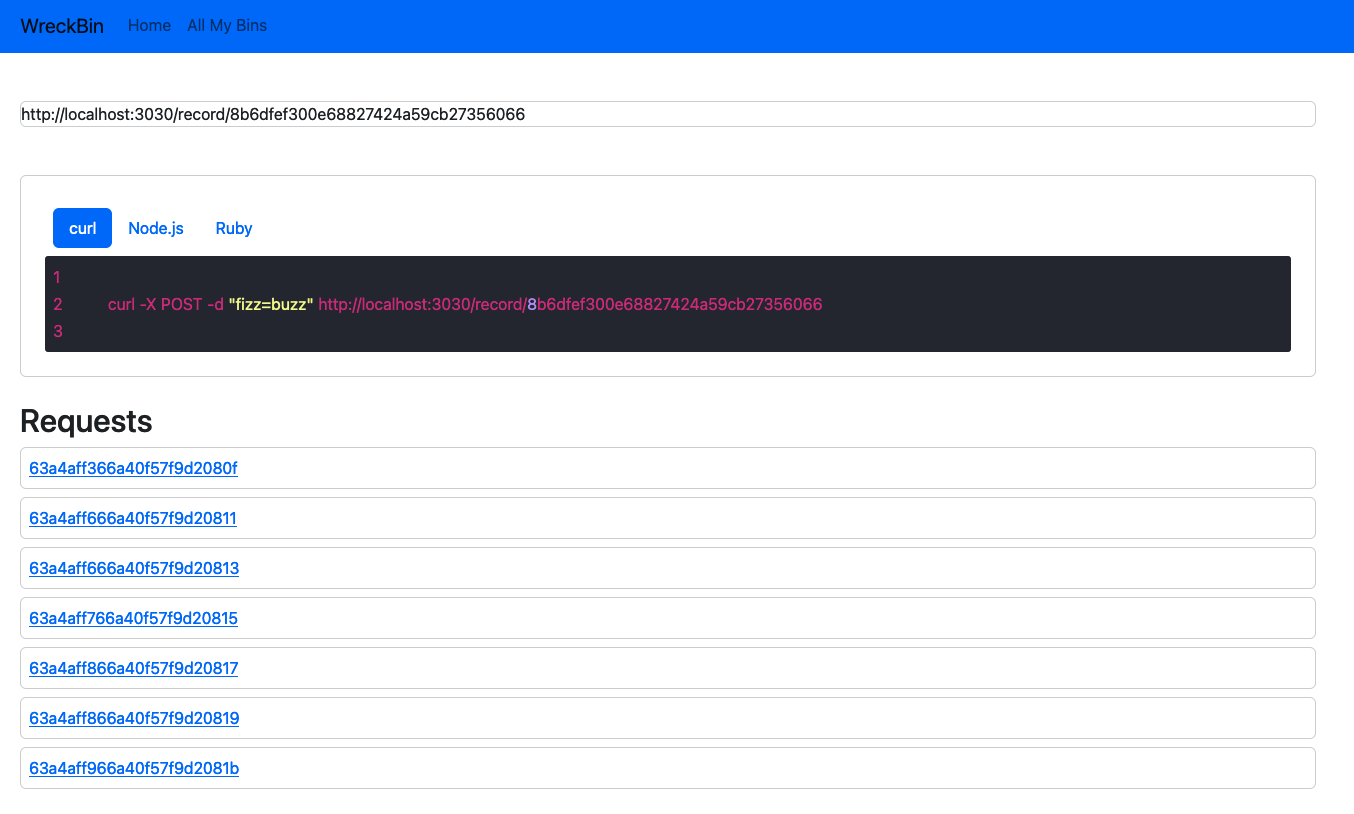 WreckBin Home All My Bins
http://localhost:3030/record/8b6dfef300e68827424a59cb27356066
curl Node.js Ruby
1
2 curl -X POST -d "fizz=buzz" http://localhost:3030/record/8b6dfef300e68827424a59cb27356066
3
Requests
63a4aff366a40f57f9d2080f
63a4aff666a40f57f9d20811
63a4aff666a40f57f9d20813
63a4aff766a40f57f9d20815
63a4aff866a40f57f9d20817
63a4aff866a40f57f9d20819
63a4aff966a40f57f9d2081b